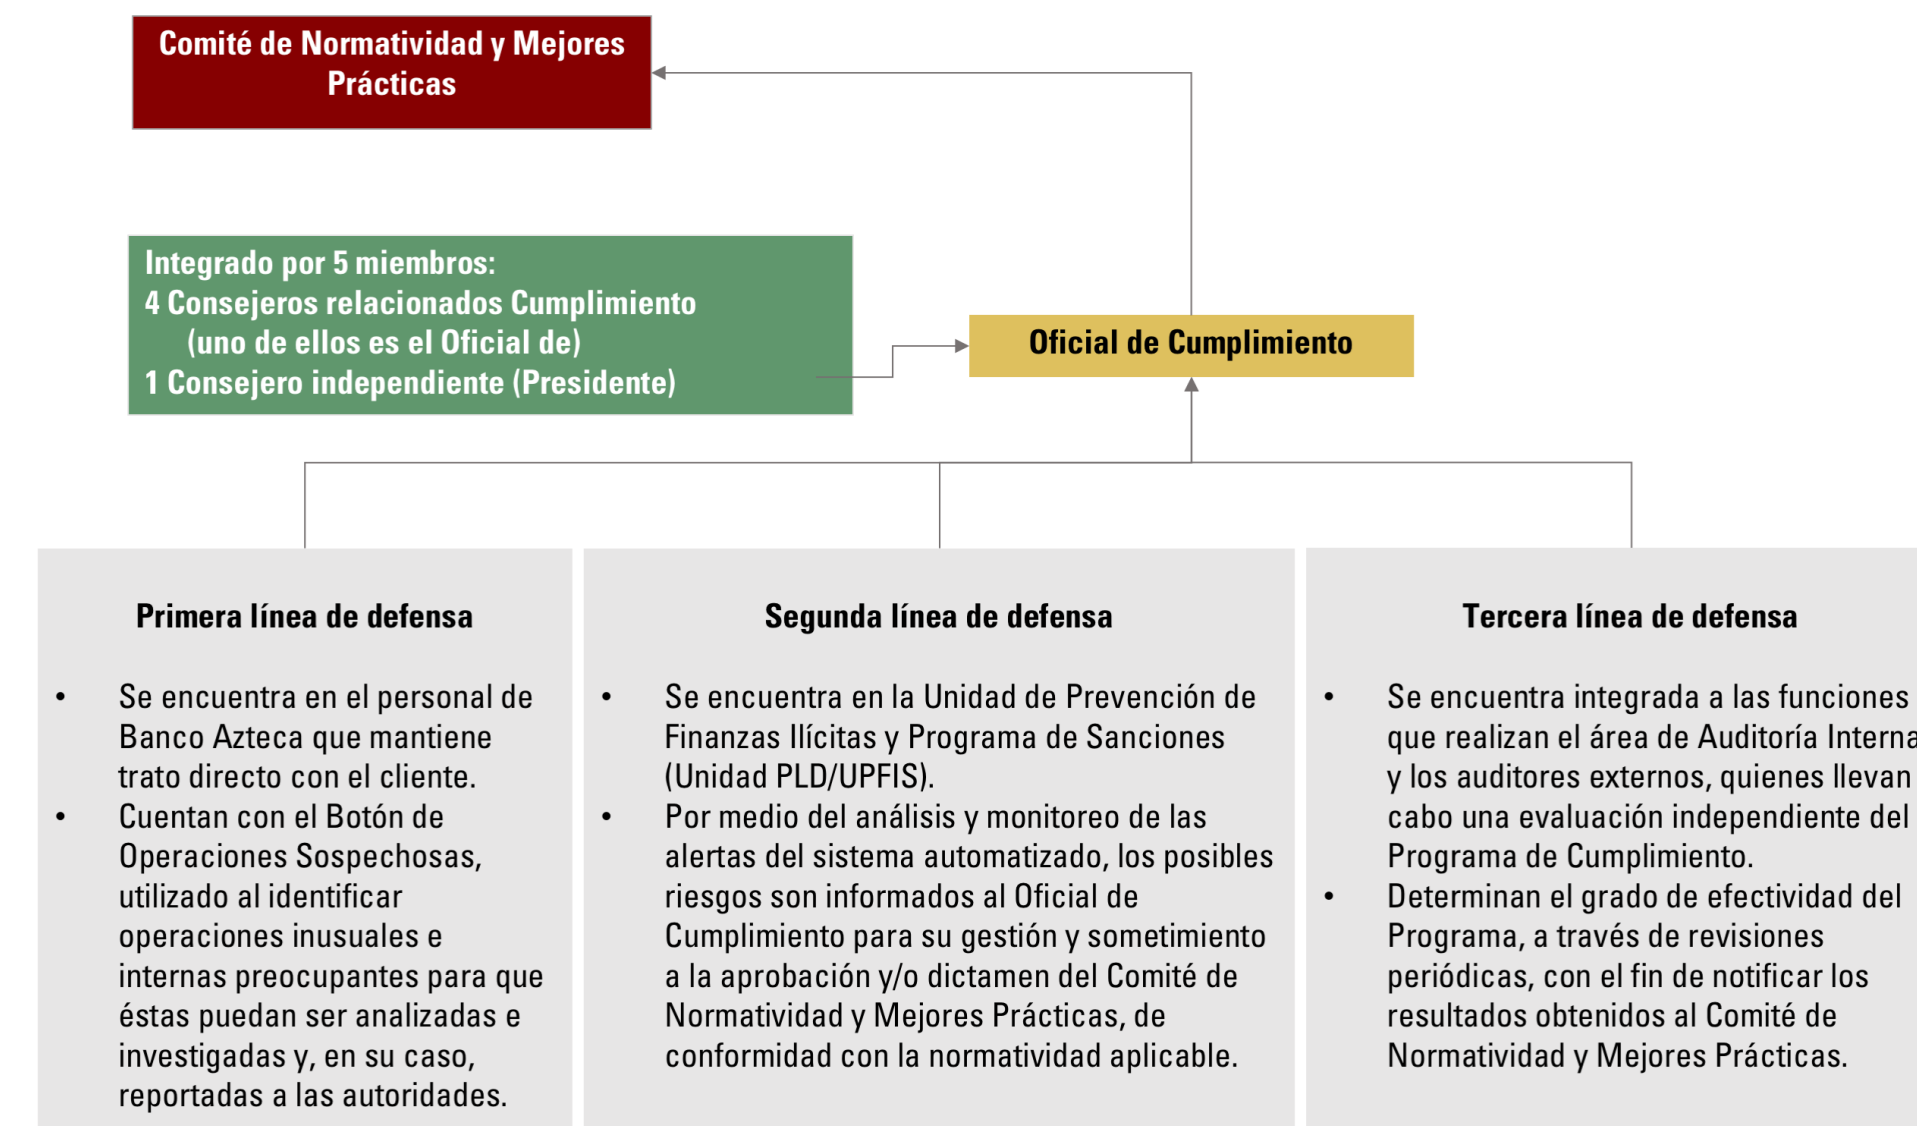 Comité de Normatividad y Mejores
Prácticas
Integrado por 5 miembros:
4 Consejeros relacionados Cumplimiento
(uno de ellos es el Oficial de)
1 Consejero independiente (Presidente)
Oficial de Cumplimiento
Primera línea de defensa
• Se encuentra en el personal de
Banco Azteca que mantiene
trato directo con el cliente.
• Cuentan con el Botón de
Operaciones Sospechosas,
utilizado al identificar
operaciones inusuales e
internas preocupantes para que
éstas puedan ser analizadas e
investigadas y, en su caso,
reportadas a las autoridades.
Segunda línea de defensa
• Se encuentra en la Unidad de Prevención de
Finanzas Ilícitas y Programa de Sanciones
(Unidad PLD/UPFIS).
• Por medio del análisis y monitoreo de las
alertas del sistema automatizado, los posibles
riesgos son informados al Oficial de
Cumplimiento para su gestión y sometimiento
a la aprobación y/o dictamen del Comité de
Normatividad y Mejores Prácticas, de
conformidad con la normatividad aplicable.
Tercera línea de defensa
• Se encuentra integrada a las funciones
que realizan el área de Auditoría Interna
y los auditores externos, quienes llevan
cabo una evaluación independiente del
Programa de Cumplimiento.
• Determinan el grado de efectividad del
Programa, a través de revisiones
periódicas, con el fin de notificar los
resultados obtenidos al Comité de
Normatividad y Mejores Prácticas.